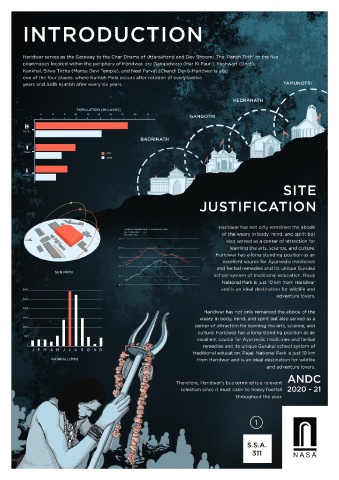 INTRODUCTION
Haridwar serves as the Gateway to the Char Dhams of Uttarakhand and Dev Bhoomi. The 'Panch Tirth' or the five
pilgrimages located within the periphery of Haridwar, are Gangadwara (Har Ki Pauri), Kushwart (Ghat),
Kankhal, Bilwa Tirtha (Mansa Devi Temple), and Neel Parvat (Chandi Devi). Haridwar is also
one of the four places, where Kumbh Mela occurs after rotation of every twelve
years and Ardh Kumbh after every six years.
YAMUNOTRI
KEDRANATH
GANGOTRI
BADRINATH
POPULATION (IN LAKHS)
SITE
JUSTIFICATION
Haridwar has not only remained the abode
of the weary in body, mind, and spirit but
also served as a center of attraction for
learning the arts, science, and culture.
Haridwar has a long-standing position as an
excellent source for Ayurvedic medicines
and herbal remedies and its unique Gurukul
school system of traditional education. Rajaji
National Park is just 10 km from Haridwar
and is an ideal destination for wildlife and
adventure lovers.
SUN PATH
Haridwar has not only remained the abode of the
weary in body, mind, and spirit but also served as a
center of attraction for learning the arts, science, and
culture. Haridwar has a long-standing position as an
excellent source for Ayurvedic medicines and herbal
remedies and its unique Gurukul school system of
traditional education. Rajaji National Park is just 10 km
from Haridwar and is an ideal destination for wildlife
and adventure lovers.
J F M A M J J A S O N D
RAINFALL (MM)
Therefore, Haridwar's bus terminal is a relevant
selection since it must cater to heavy footfall
throughout the year.
ANDC
2020 - 21
1
S.S.A.
311
NASA